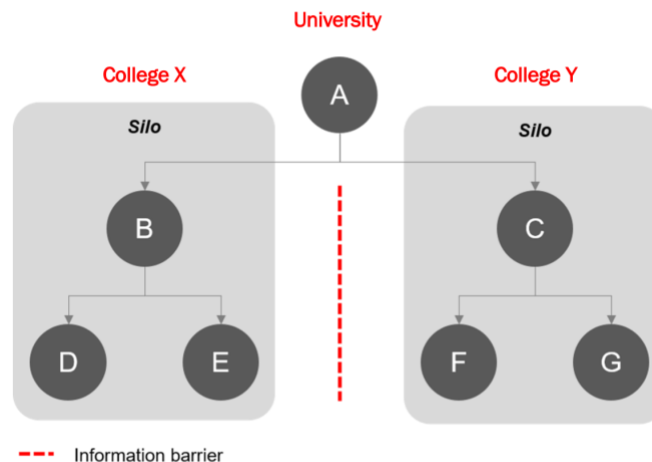 University
College X
College Y
A
Silo
Silo
B
C
D
E
F
G
Information barrier